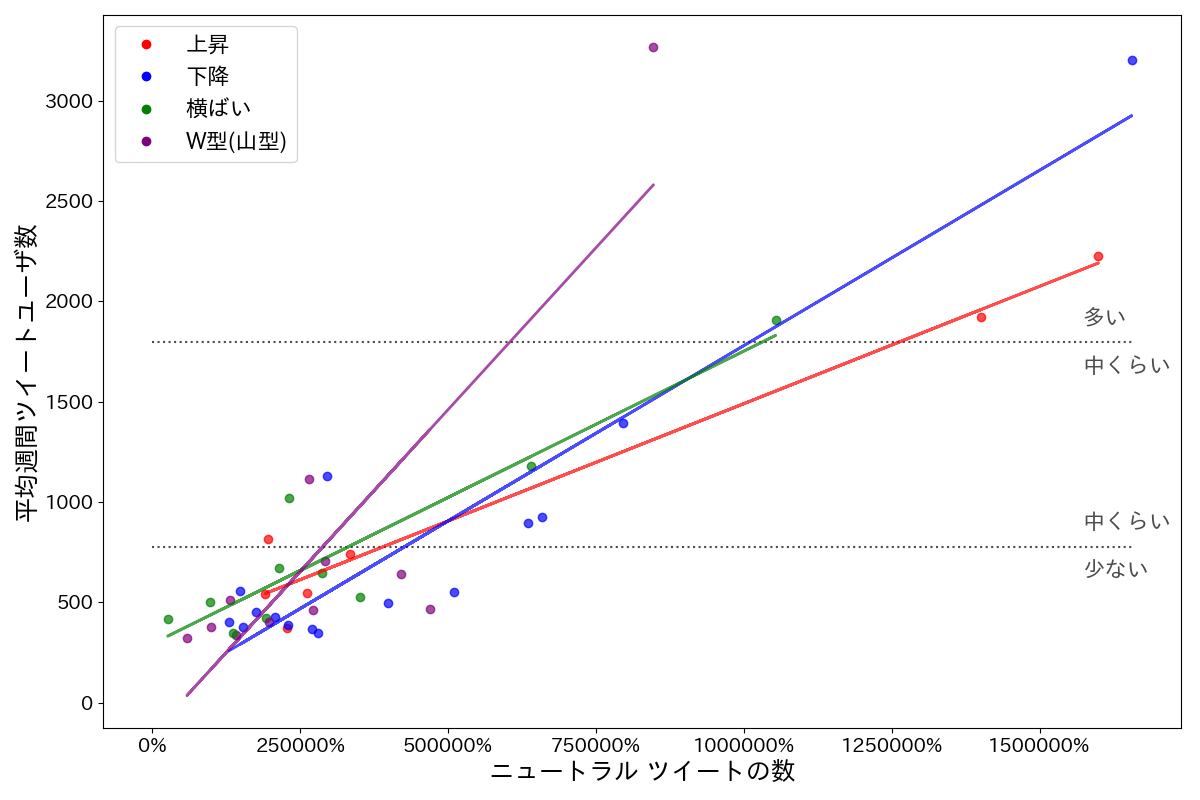 上昇
下降
横ばい
W型(山型)
3000
2500
2000
1500
1000
500
0
平均週間ツイートユーザ数
多い
中くらい
中くらい
少ない
0%
250000%
500000%
750000%
1000000%
1250000%
1500000%
ニュートラル ツイートの数